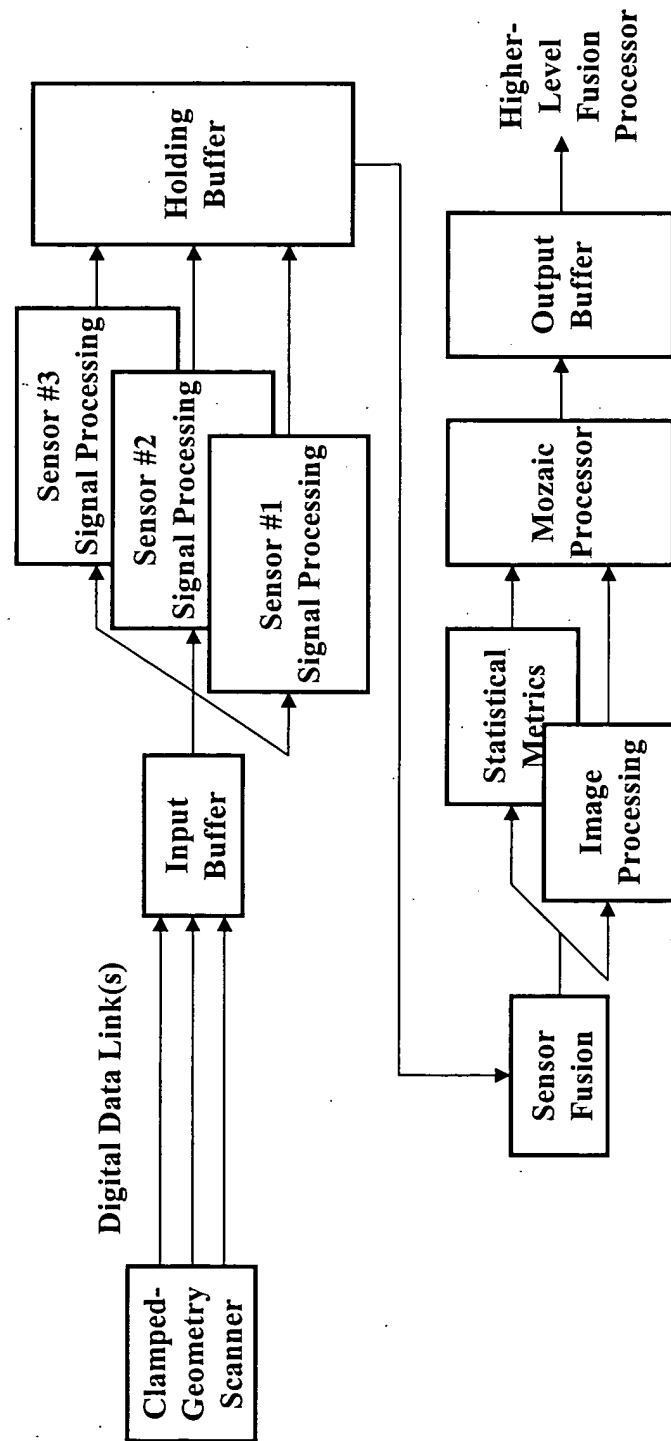 Clamped-
Geometry
Scanner
Digital Data Link(s)
Input
Buffer
Sensor #3
Signal Processing
Sensor #2
Signal Processing
Sensor #1
Signal Processing
Holding
Buffer
Sensor
Fusion
Statistical
Metrics
Image
Processing
Mozaic
Processor
Output
Buffer
Higher-
Level
Fusion
Processor